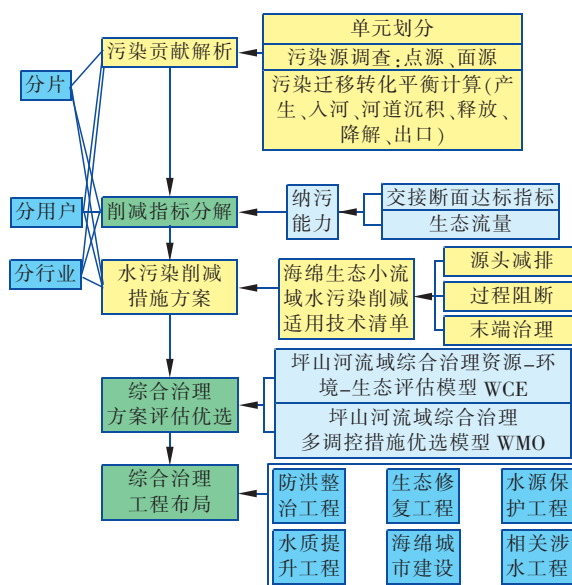 单元划分
污染贡献解析
污染源调查:点源、面源
污染迁移转化平衡计算(产
生、入河、河道沉积、释放、
降解、出口)
分片
分用户
削减指标分解
纳污
能力
交接断面达标指标
生态流量
分行业
水污染削减
措施方案
海绵生态小流
域水污染削减
适用技术清单
源头减排
过程阻断
末端治理
综合治理
方案评估优选
坪山河流域综合治理资源-环
境-生态评估模型 WCE
坪山河流域综合治理
多调控措施优选模型 WMO
综合治理
工程布局
防洪整
治工程
生态修
复工程
水源保
护工程
水质提
升工程
海绵城
市建设
相关涉
水工程